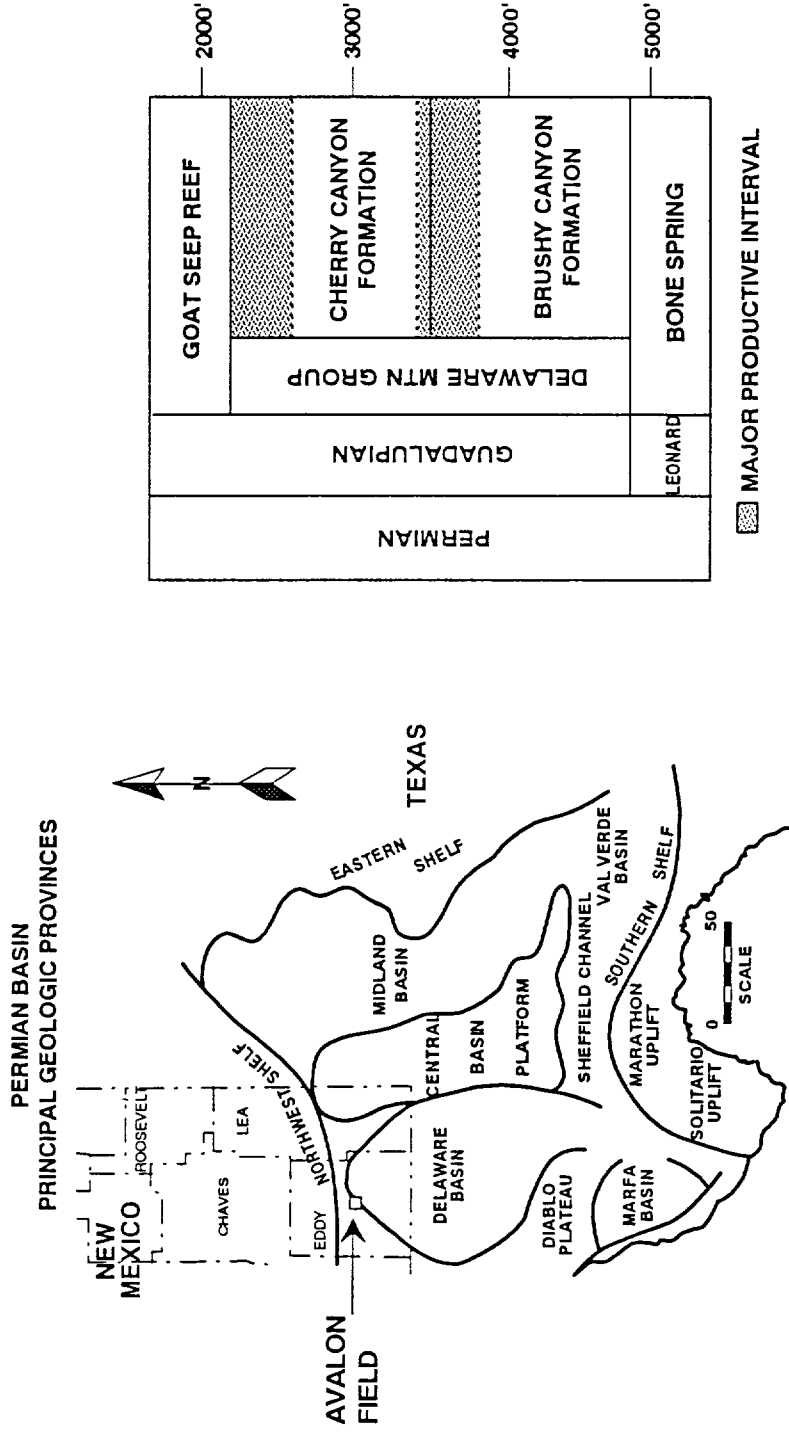 PERMIAN BASIN
PRINCIPAL GEOLOGIC PROVINCES
NEW
MEXICO
ROOSEVELT
CHAVES
LEA
EDDY
NORTHWEST SHELF
N
AVALON
FIELD
TEXAS
EASTERN
SHELF
MIDLAND
BASIN
CENTRAL
BASIN
PLATFORM
DELAWARE
BASIN
SHEFFIELD CHANNEL
VAL VERDE
BASIN
SOUTHERN SHELF
DIABLO
PLATEAU
MARFA
BASIN
MARATHON
UPLIFT
SOLITARIO
UPLIFT
0 50
SCALE
PERMIAN
GUADALUPIAN
LEONARD
DELAWARE MTN GROUP
GOAT SEEP REEF
CHERRY CANYON
FORMATION
BRUSHY CANYON
FORMATION
BONE SPRING
2000'
3000'
4000'
5000'
MAJOR PRODUCTIVE INTERVAL